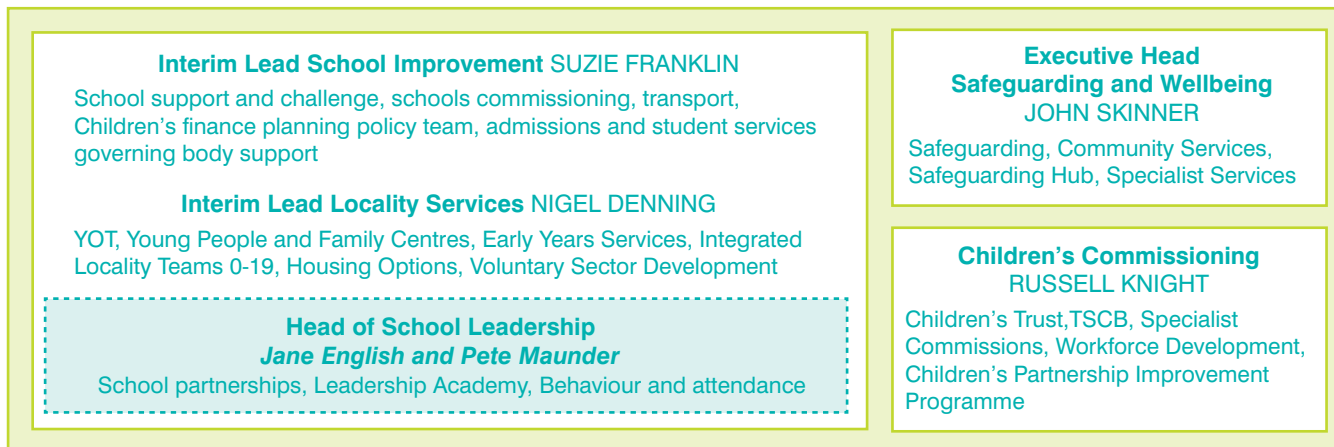 Interim Lead School Improvement SUZIE FRANKLIN
School support and challenge, schools commissioning, transport,
Children's finance planning policy team, admissions and student services
governing body support
Interim Lead Locality Services NIGEL DENNING
YOT, Young People and Family Centres, Early Years Services, Integrated
Locality Teams 0-19, Housing Options, Voluntary Sector Development
Head of School Leadership
Jane English and Pete Maunder
School partnerships, Leadership Academy, Behaviour and attendance
Executive Head
Safeguarding and Wellbeing
JOHN SKINNER
Safeguarding, Community Services,
Safeguarding Hub, Specialist Services
Children's Commissioning
RUSSELL KNIGHT
Children's Trust,TSCB, Specialist
Commissions, Workforce Development,
Children's Partnership Improvement
Programme